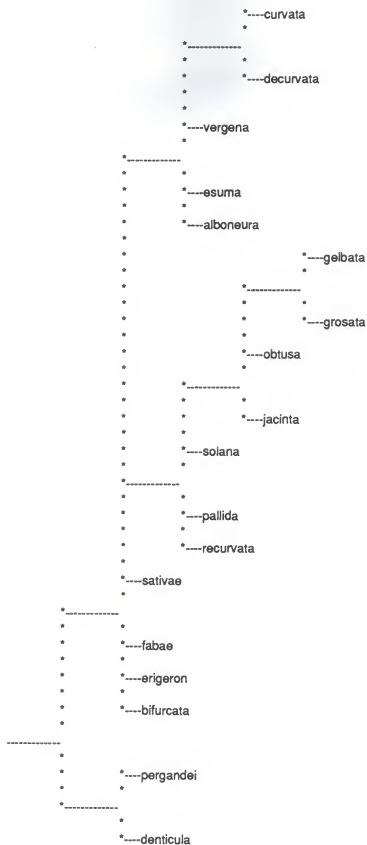 curvata
decurvata
vergena
esuma
alboneura
gelbata
grosata
obtusa
jacinta
solana
pallida
recurvata
sativae
fabae
erigeron
bifurcata
pergandei
denticula